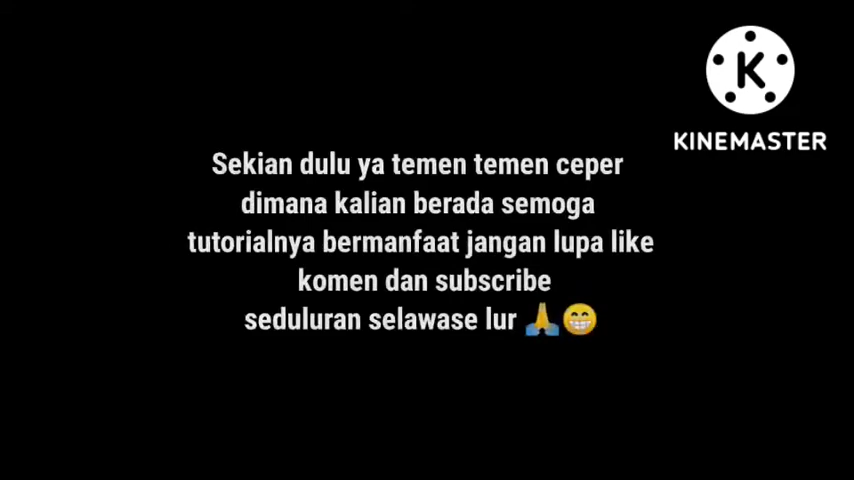 K
KINEMASTER
Sekian dulu ya temen temen ceper
dimana kalian berada semoga
tutorialnya bermanfaat jangan lupa like
komen dan subscribe
seduluran selawase lur 🙏😁